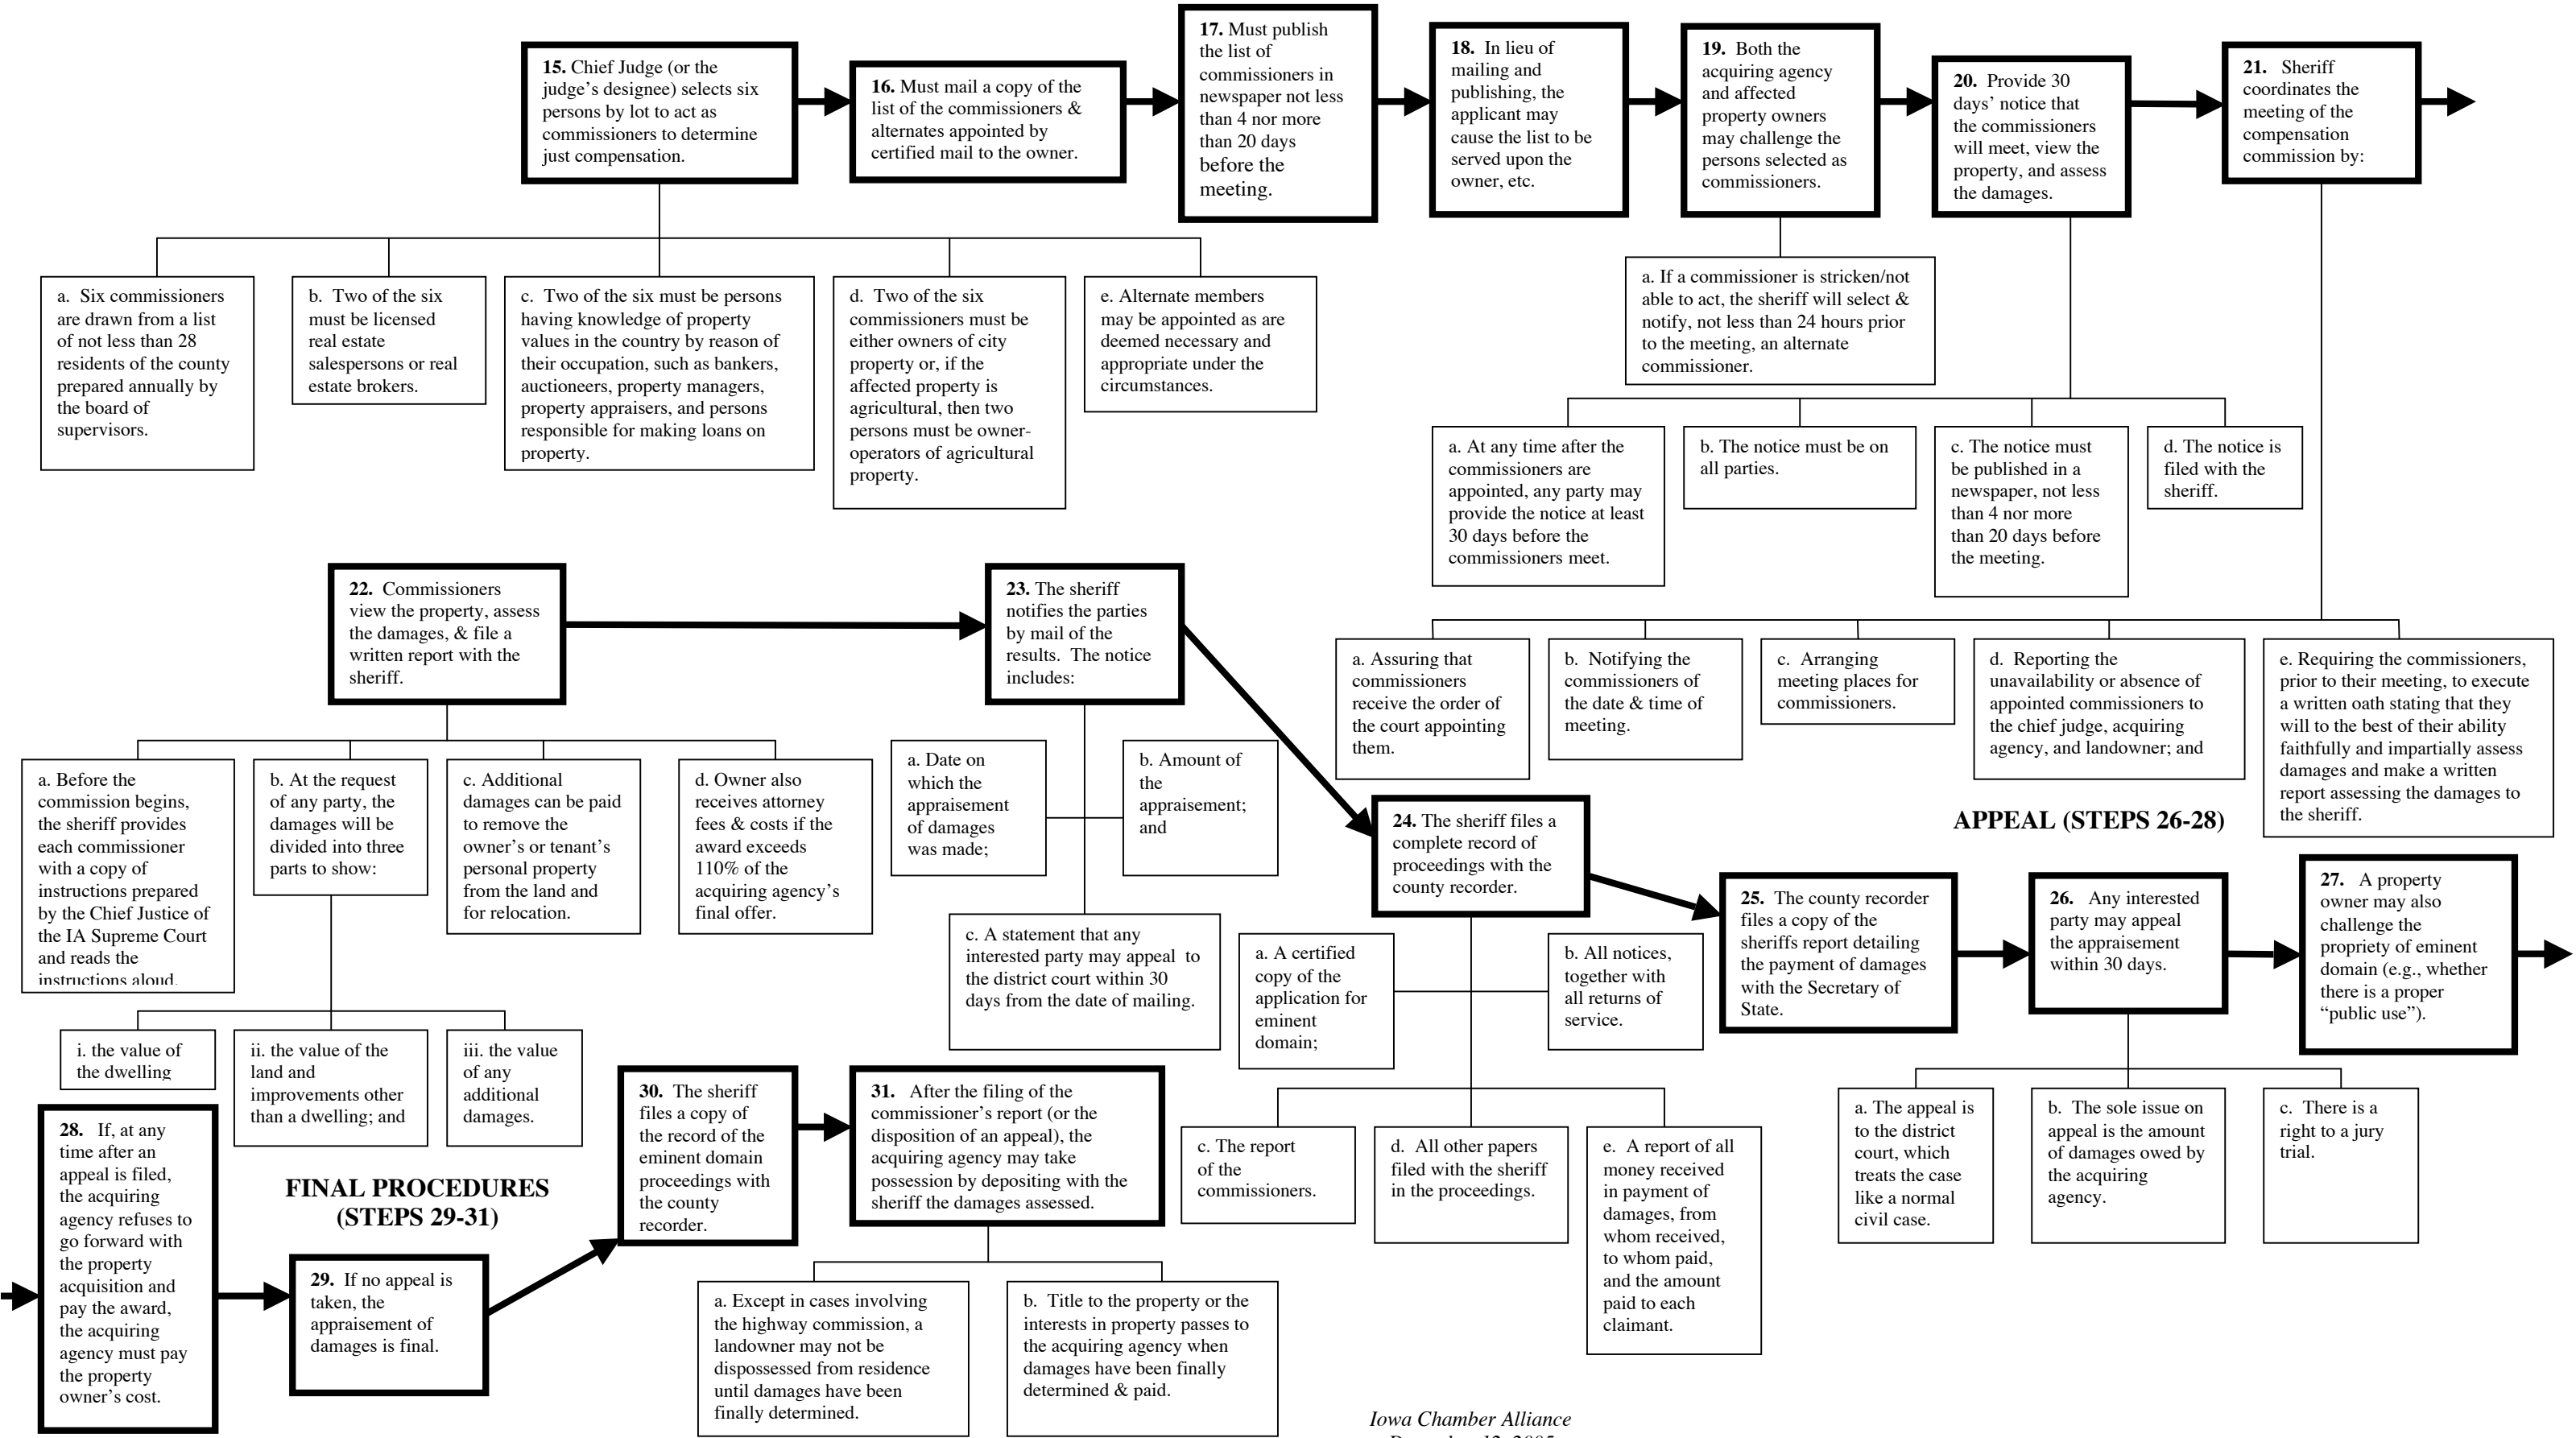 15. Chief Judge (or the
judge’s designee) selects six
persons by lot to act as
commissioners to determine
just compensation.
16. Must mail a copy of the
list of the commissioners &
alternates appointed by
certified mail to the owner.
17. Must publish
the list of
commissioners in
newspaper not less
than 4 nor more
than 20 days
before the
meeting.
18. In lieu of
mailing and
publishing, the
applicant may
cause the list to be
served upon the
owner, etc.
19. Both the
acquiring agency
and affected
property owners
may challenge the
persons selected as
commissioners.
20. Provide 30
days’ notice that
the commissioners
will meet, view the
property, and assess
the damages.
21. Sheriff
coordinates the
meeting of the
compensation
commission by:
a. Six commissioners
are drawn from a list
of not less than 28
residents of the county
prepared annually by
the board of
supervisors.
b. Two of the six
must be licensed
real estate
salespersons or real
estate brokers.
c. Two of the six must be persons
having knowledge of property
values in the country by reason of
their occupation, such as bankers,
auctioneers, property managers,
property appraisers, and persons
responsible for making loans on
property.
d. Two of the six
commissioners must be
either owners of city
property or, if the
affected property is
agricultural, then two
persons must be owner-
operators of agricultural
property.
e. Alternate members
may be appointed as are
deemed necessary and
appropriate under the
circumstances.
a. If a commissioner is stricken/not
able to act, the sheriff will select &
notify, not less than 24 hours prior
to the meeting, an alternate
commissioner.
a. At any time after the
commissioners are
appointed, any party may
provide the notice at least
30 days before the
commissioners meet.
b. The notice must be on
all parties.
c. The notice must
be published in a
newspaper, not less
than 4 nor more
than 20 days before
the meeting.
d. The notice is
filed with the
sheriff.
22. Commissioners
view the property, assess
the damages, & file a
written report with the
sheriff.
23. The sheriff
notifies the parties
by mail of the
results. The notice
includes:
a. Assuring that
commissioners
receive the order of
the court appointing
them.
b. Notifying the
commissioners of
the date & time of
meeting.
c. Arranging
meeting places for
commissioners.
d. Reporting the
unavailability or absence of
appointed commissioners to
the chief judge, acquiring
agency, and landowner; and
e. Requiring the commissioners,
prior to their meeting, to execute
a written oath stating that they
will to the best of their ability
faithfully and impartially assess
damages and make a written
report assessing the damages to
the sheriff.
a. Before the
commission begins,
the sheriff provides
each commissioner
with a copy of
instructions prepared
by the Chief Justice of
the IA Supreme Court
and reads the
instructions aloud.
b. At the request
of any party, the
damages will be
divided into three
parts to show:
c. Additional
damages can be paid
to remove the
owner’s or tenant’s
personal property
from the land and
for relocation.
d. Owner also
receives attorney
fees & costs if the
award exceeds
110% of the
acquiring agency’s
final offer.
a. Date on
which the
appraisement
of damages
was made;
b. Amount of
the
appraisement;
and
c. A statement that any
interested party may appeal to
the district court within 30
days from the date of mailing.
24. The sheriff files a
complete record of
proceedings with the
county recorder.
APPEAL (STEPS 26-28)
25. The county recorder
files a copy of the
sheriffs report detailing
the payment of damages
with the Secretary of
State.
26. Any interested
party may appeal
the appraisement
within 30 days.
27. A property
owner may also
challenge the
propriety of eminent
domain (e.g., whether
there is a proper
“public use”).
a. A certified
copy of the
application for
eminent
domain;
b. All notices,
together with
all returns of
service.
i. the value of
the dwelling
ii. the value of the
land and
improvements other
than a dwelling; and
iii. the value
of any
additional
damages.
c. The report
of the
commissioners.
d. All other papers
filed with the sheriff
in the proceedings.
e. A report of all
money received
in payment of
damages, from
whom received,
to whom paid,
and the amount
paid to each
claimant.
a. The appeal is
to the district
court, which
treats the case
like a normal
civil case.
b. The sole issue on
appeal is the amount
of damages owed by
the acquiring
agency.
c. There is a
right to a jury
trial.
28. If, at any
time after an
appeal is filed,
the acquiring
agency refuses to
go forward with
the property
acquisition and
pay the award,
the acquiring
agency must pay
the property
owner’s cost.
FINAL PROCEDURES
(STEPS 29-31)
29. If no appeal is
taken, the
appraisement of
damages is final.
30. The sheriff
files a copy of
the record of the
eminent domain
proceedings with
the county
recorder.
31. After the filing of the
commissioner’s report (or the
disposition of an appeal), the
acquiring agency may take
possession by depositing with the
sheriff the damages assessed.
a. Except in cases involving
the highway commission, a
landowner may not be
dispossessed from residence
until damages have been
finally determined.
b. Title to the property or the
interests in property passes to
the acquiring agency when
damages have been finally
determined & paid.
Iowa Chamber Alliance